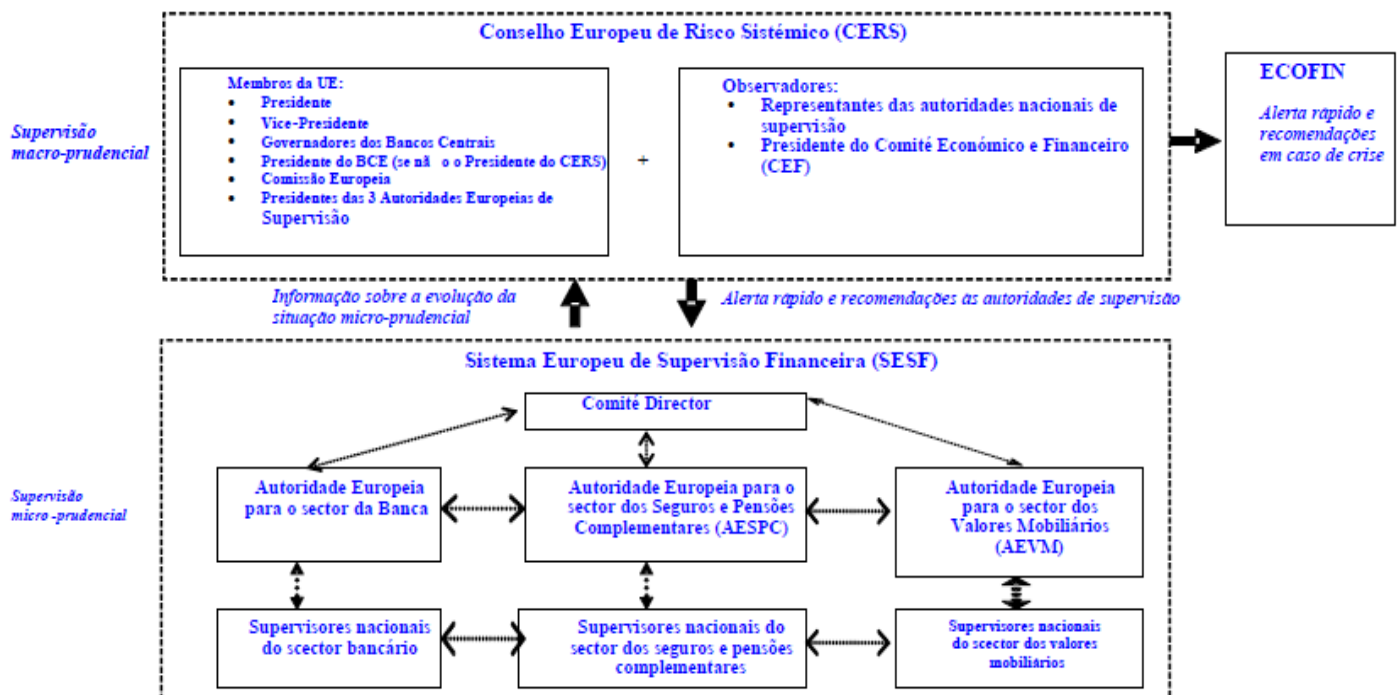 Conselho Europeu de Risco Sistémico (CERS)
Supervisão
macro-prudencial
Membros da UE:
• Presidente
• Vice-Presidente
• Governadores dos Bancos Centrais
• Presidente do BCE (se nã o o Presidente do CERS)
• Comissão Europeia
• Presidentes das 3 Autoridades Europeias de
Supervisão
+
Observadores:
• Representantes das autoridades nacionais de
supervisão
• Presidente do Comité Económico e Financeiro
(CEF)
ECOFIN
Alerta rápido e
recomendações
em caso de crise
Informação sobre a evolução da
situação micro-prudencial
Alerta rápido e recomendações às autoridades de supervisão
Sistema Europeu de Supervisão Financeira (SESF)
Comité Director
Supervisão
micro -prudencial
Autoridade Europeia
para o sector da Banca
Autoridade Europeia para o
sector dos Seguros e Pensões
Complementares (AESPC)
Autoridade Europeia
para o sector dos
Valores Mobiliários
(AEVM)
Supervisores nacionais
do scector bancário
Supervisores nacionais do
sector dos seguros e pensões
complementares
Supervisores nacionais
do scector dos valores
mobiliários